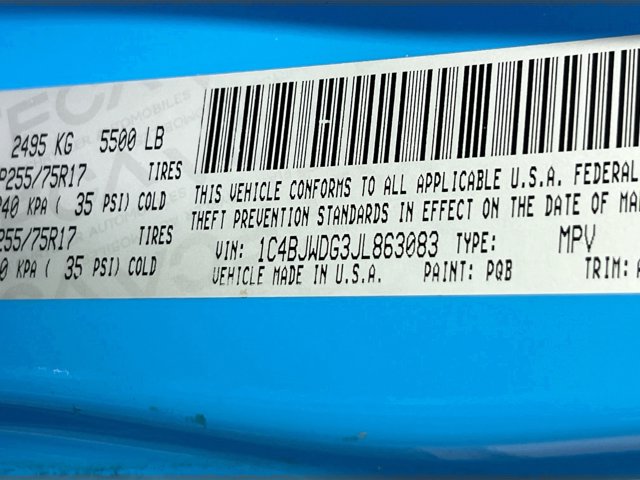 2495 KG 5500 LB
P255/75R17 TIRES
240 KPA ( 35 PSI) COLD
255/75R17 TIRES
0 KPA ( 35 PSI) COLD
THIS VEHICLE CONFORMS TO ALL APPLICABLE U.S.A. FEDERAL
THEFT PREVENTION STANDARDS IN EFFECT ON THE DATE OF MA
VIN: 1C4BJWDG3JL863083 TYPE: MPV
VEHICLE MADE IN U.S.A. PAINT: PQB TRIM: